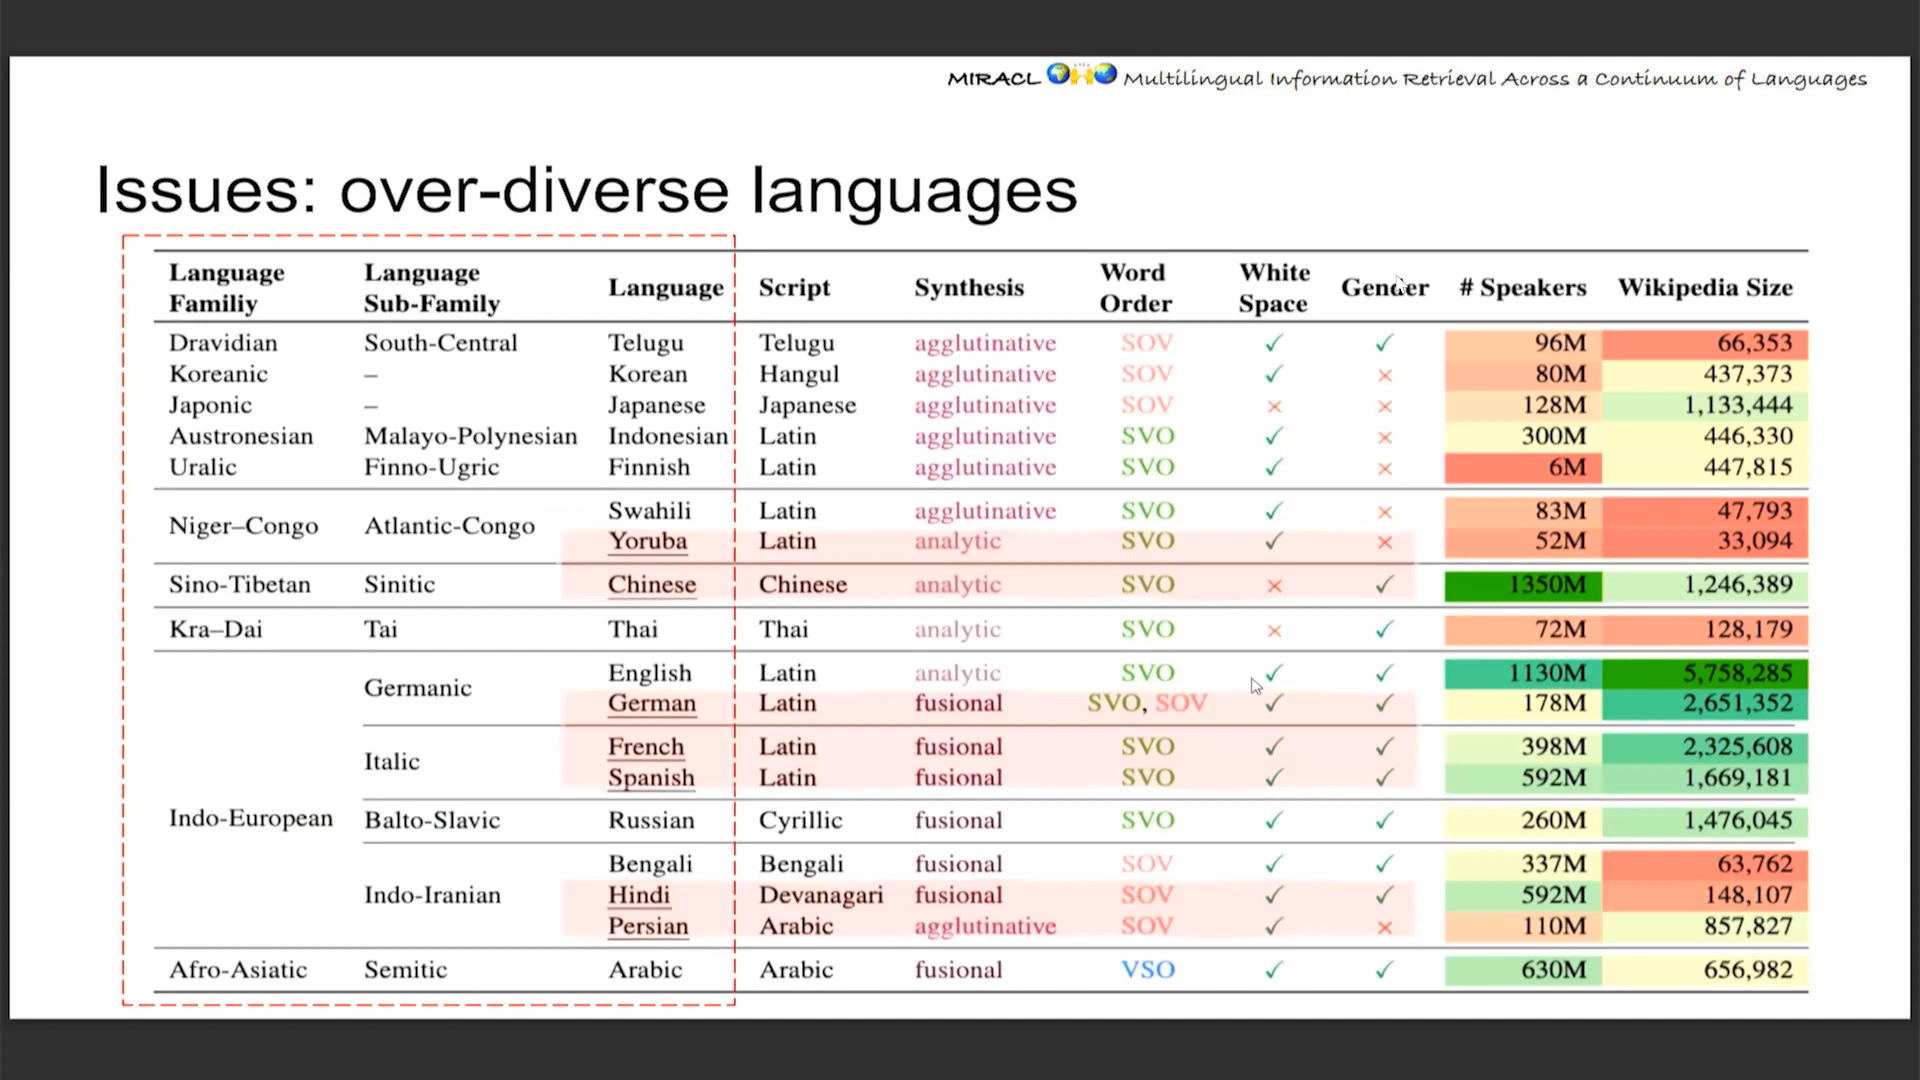 MIRACL Multilingual Information Retrieval Across a Continuum of Languages
Issues: over-diverse languages
Language Familiy Language Sub-Family Language Script Synthesis Word Order White Space Gender # Speakers Wikipedia Size
Dravidian South-Central Telugu Telugu agglutinative SOV ✓ ✓ 96M 66,353
Koreanic – Korean Hangul agglutinative SOV ✓ × 80M 437,373
Japonic – Japanese Japanese agglutinative SOV × × 128M 1,133,444
Austronesian Malayo-Polynesian Indonesian Latin agglutinative SVO ✓ × 300M 446,330
Uralic Finno-Ugric Finnish Latin agglutinative SVO ✓ × 6M 447,815
Niger–Congo Atlantic-Congo Swahili Latin agglutinative SVO ✓ × 83M 47,793
Yoruba Latin analytic SVO ✓ × 52M 33,094
Sino-Tibetan Sinitic Chinese Chinese analytic SVO × ✓ 1350M 1,246,389
Kra–Dai Tai Thai Thai analytic SVO × ✓ 72M 128,179
Indo-European Germanic English Latin analytic SVO ✓ ✓ 1130M 5,758,285
German Latin fusional SVO, SOV ✓ ✓ 178M 2,651,352
Italic French Latin fusional SVO ✓ ✓ 398M 2,325,608
Spanish Latin fusional SVO ✓ ✓ 592M 1,669,181
Balto-Slavic Russian Cyrillic fusional SVO ✓ ✓ 260M 1,476,045
Indo-Iranian Bengali Bengali fusional SOV ✓ ✓ 337M 63,762
Hindi Devanagari fusional SOV ✓ ✓ 592M 148,107
Persian Arabic agglutinative SOV ✓ × 110M 857,827
Afro-Asiatic Semitic Arabic Arabic fusional VSO ✓ ✓ 630M 656,982